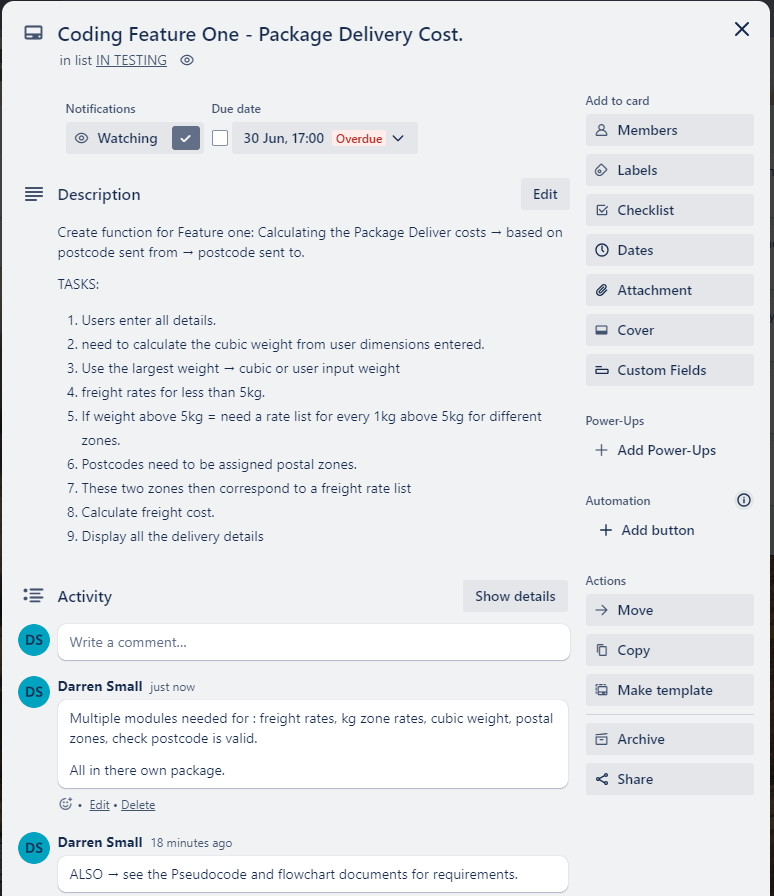 Coding Feature One - Package Delivery Cost.
in list IN TESTING
Notifications
Due date
Watching
30 Jun, 17:00 Overdue
Description
Edit
Create function for Feature one: Calculating the Package Deliver costs → based on
postcode sent from → postcode sent to.
TASKS:
1. Users enter all details.
2. need to calculate the cubic weight from user dimensions entered.
3. Use the largest weight → cubic or user input weight
4. freight rates for less than 5kg.
5. If weight above 5kg = need a rate list for every 1kg above 5kg for different
zones.
6. Postcodes need to be assigned postal zones.
7. These two zones then correspond to a freight rate list
8. Calculate freight cost.
9. Display all the delivery details
Activity
Show details
DS
Write a comment…
DS
Darren Small just now
Multiple modules needed for : freight rates, kg zone rates, cubic weight, postal
zones, check postcode is valid.
All in there own package.
• Edit • Delete
DS
Darren Small 18 minutes ago
ALSO → see the Pseudocode and flowchart documents for requirements.
Add to card
Members
Labels
Checklist
Dates
Attachment
Cover
Custom Fields
Power-Ups
+ Add Power-Ups
Automation
+ Add button
Actions
Move
Copy
Make template
Archive
Share